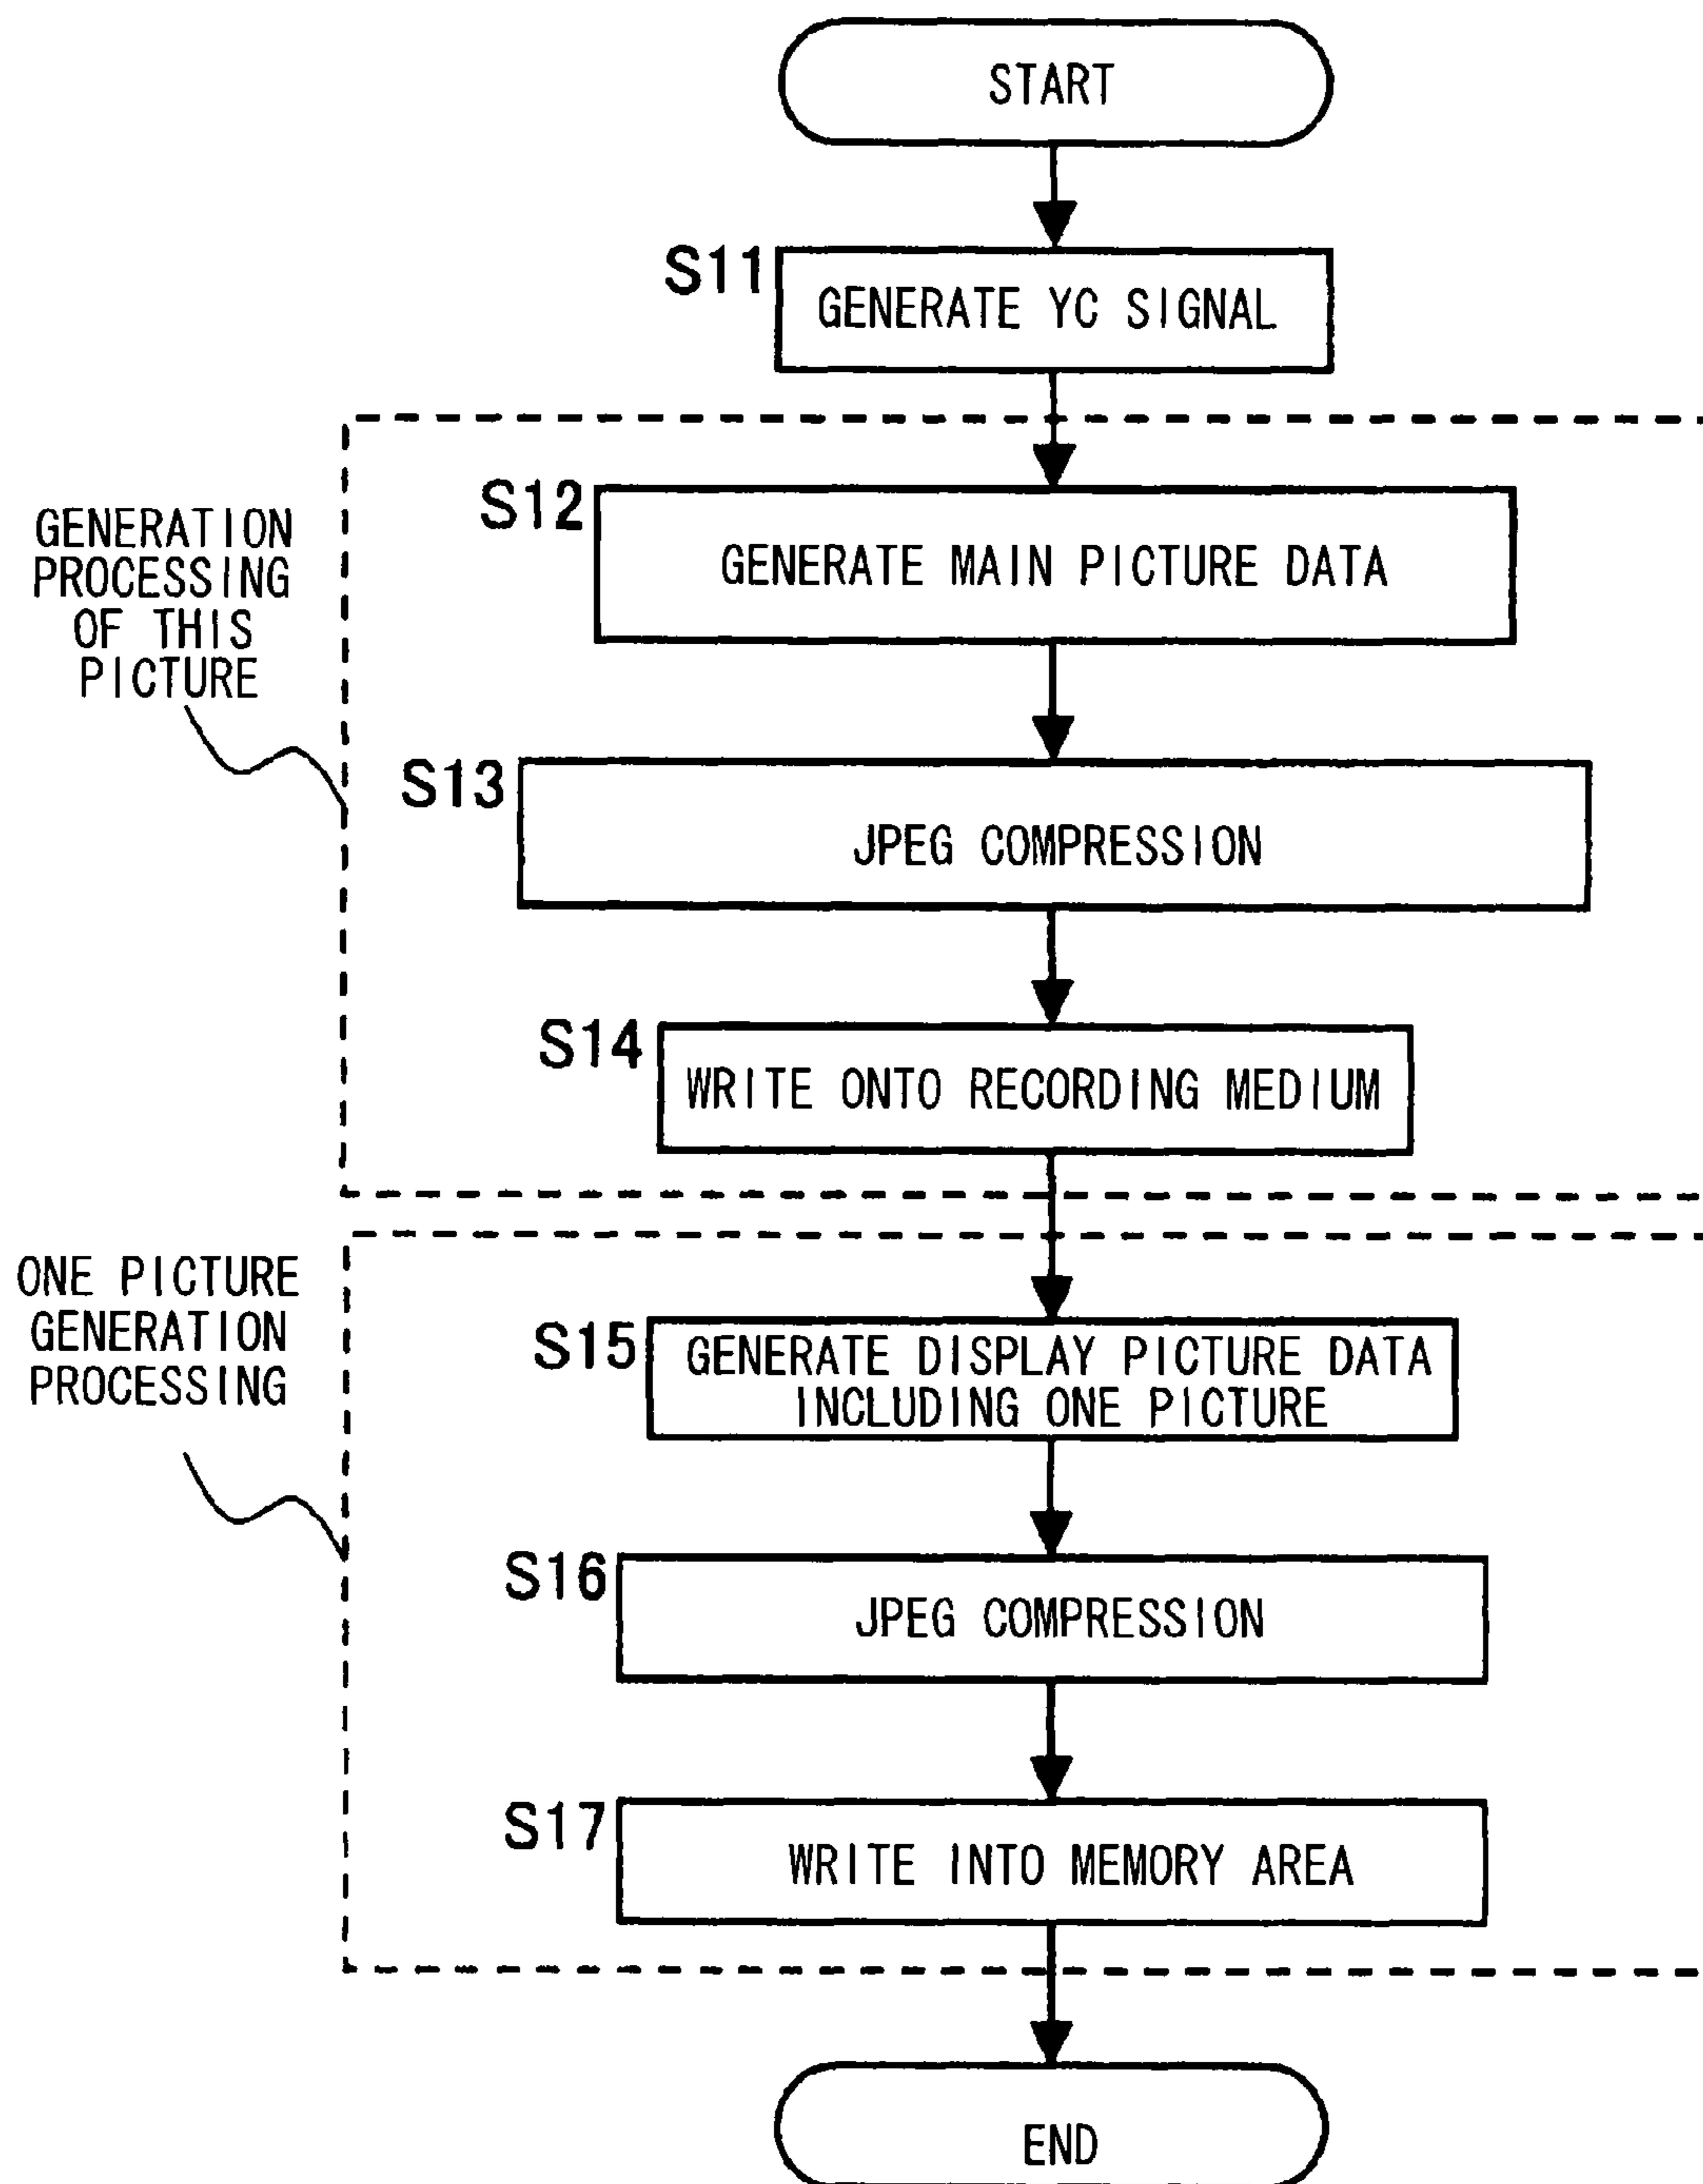 START
S11
GENERATE YC SIGNAL
GENERATION
PROCESSING
OF THIS
PICTURE
S12
GENERATE MAIN PICTURE DATA
S13
JPEG COMPRESSION
S14
WRITE ONTO RECORDING MEDIUM
ONE PICTURE
GENERATION
PROCESSING
S15
GENERATE DISPLAY PICTURE DATA
INCLUDING ONE PICTURE
S16
JPEG COMPRESSION
S17
WRITE INTO MEMORY AREA
END